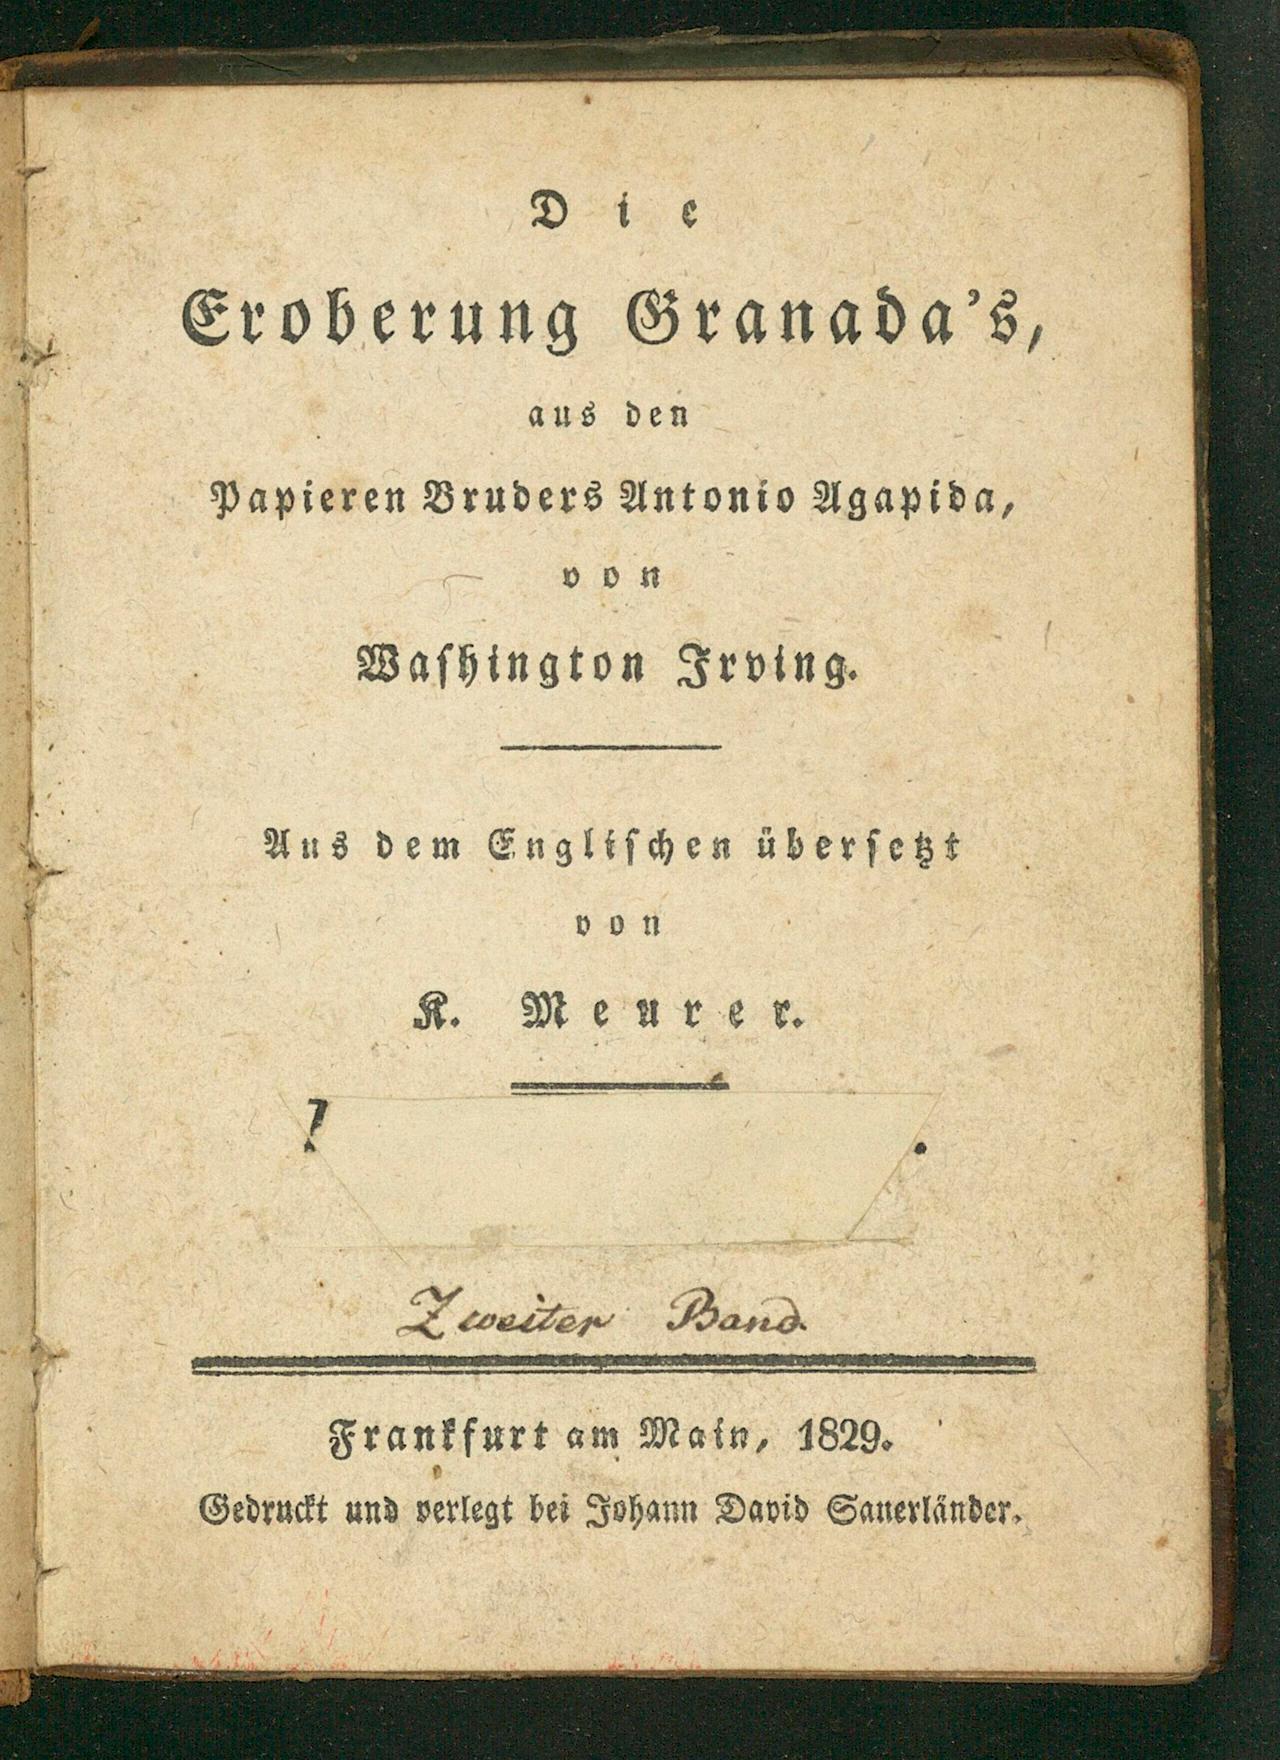 Die
Eroberung Granada's,
aus den
Papieren Bruders Antonio Agapida,
von
Washington Irving.
Aus dem Englischen übersetzt
von
K. Meurer.
Zweiter Band.
Frankfurt am Main, 1829.
Gedruckt und verlegt bei Johann David Sauerländer.